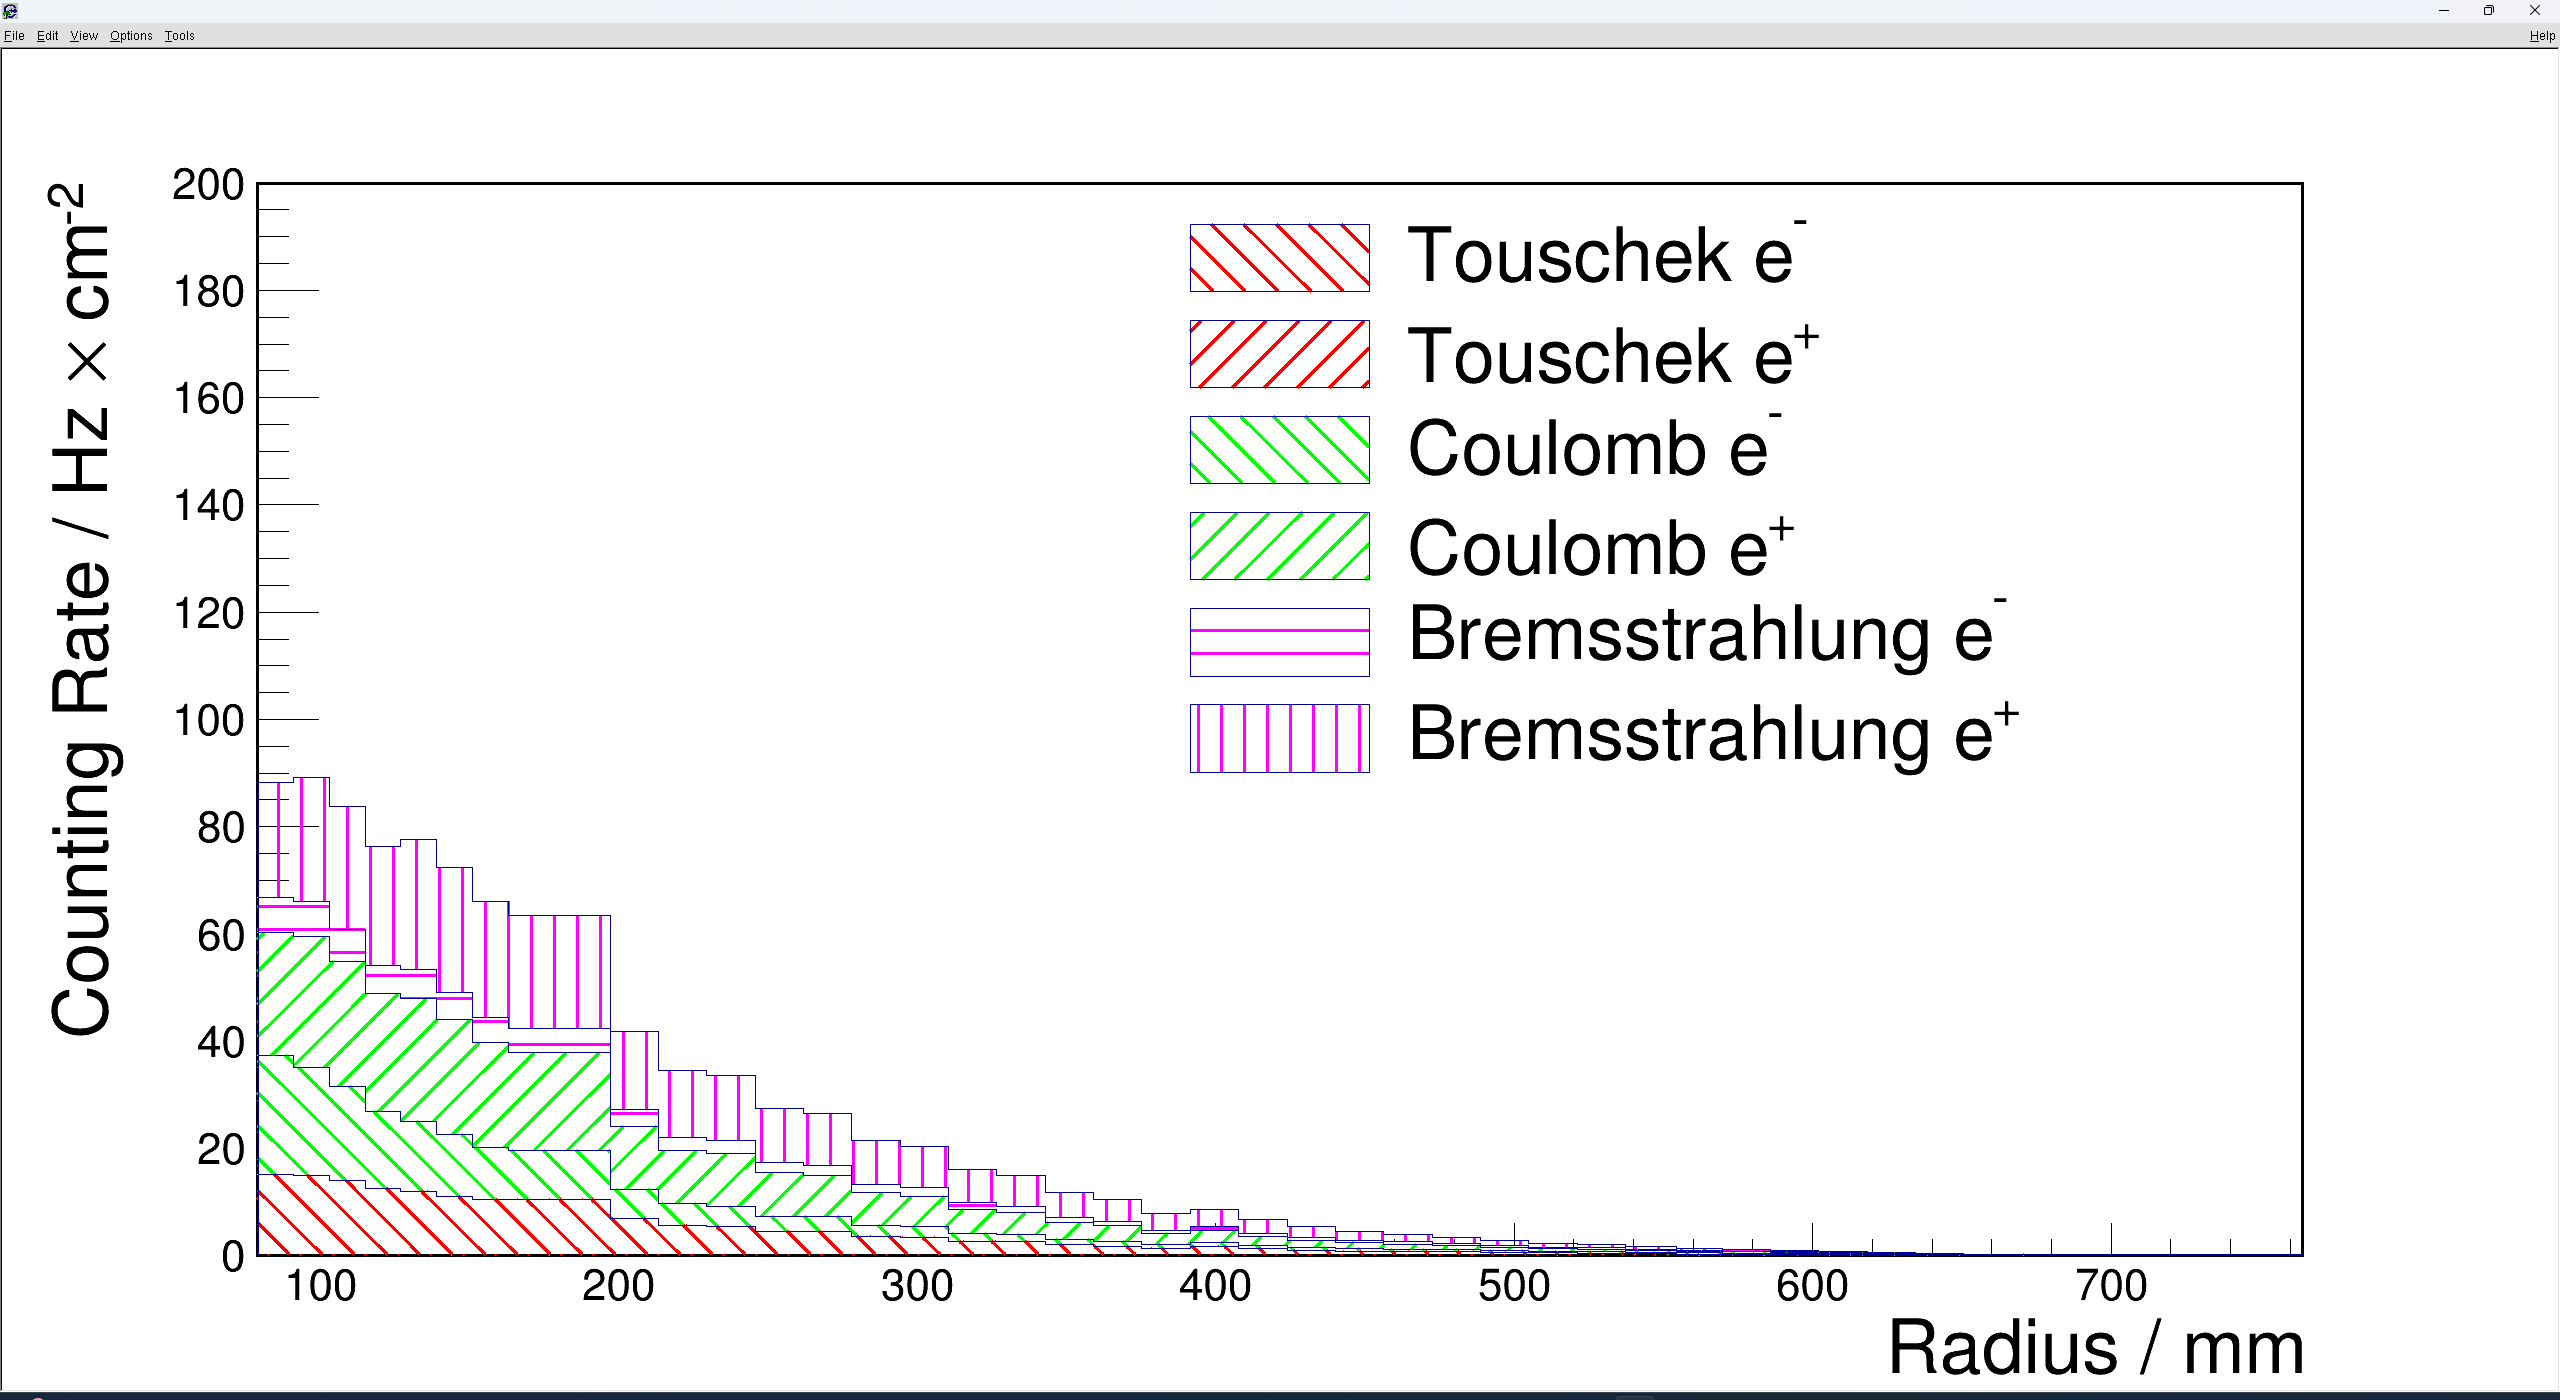 File Edit View Options Tools Help
Counting Rate / Hz × cm⁻²
200
180
160
140
120
100
80
60
40
20
0
Touschek e⁻
Touschek e⁺
Coulomb e⁻
Coulomb e⁺
Bremsstrahlung e⁻
Bremsstrahlung e⁺
100 200 300 400 500 600 700
Radius / mm